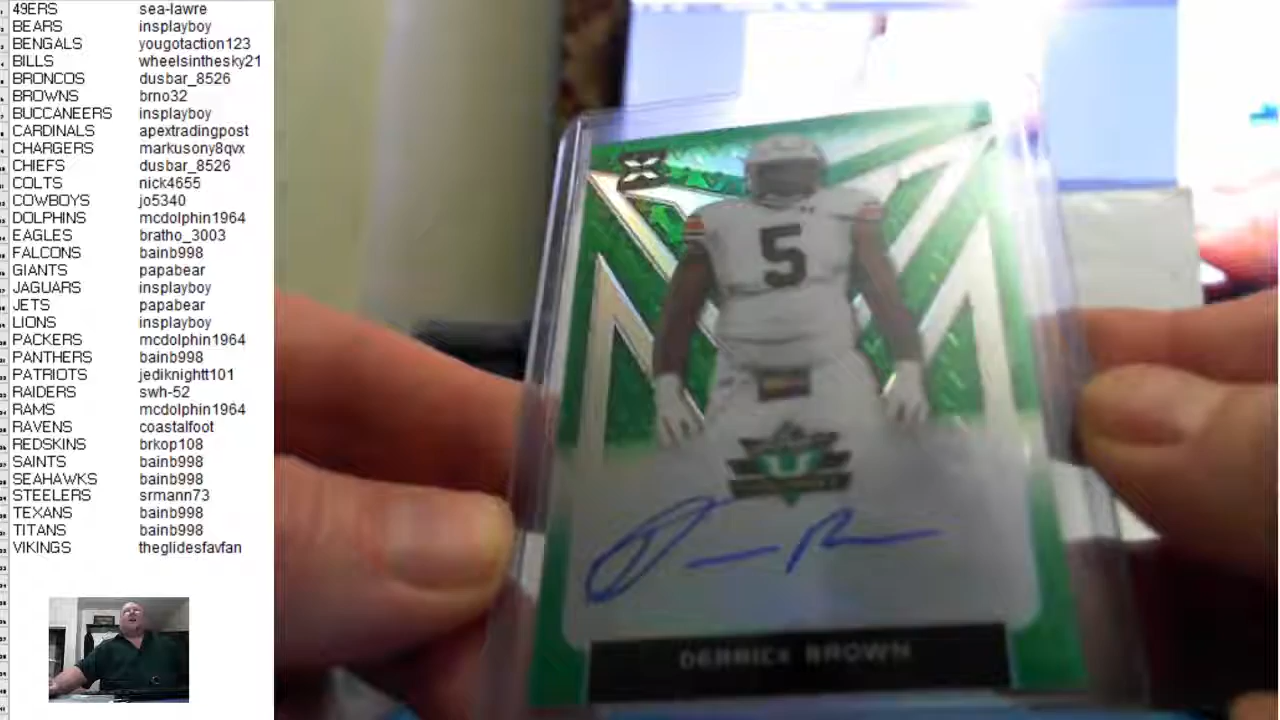 49ERS sea-lawre
BEARS insplayboy
BENGALS yougotaction123
BILLS wheelsinthesky21
BRONCOS dusbar_8526
BROWNS brno32
BUCCANEERS insplayboy
CARDINALS apextradingpost
CHARGERS markusony8qvx
CHIEFS dusbar_8526
COLTS nick4655
COWBOYS jo5340
DOLPHINS mcdolphin1964
EAGLES bratho_3003
FALCONS bainb998
GIANTS papabear
JAGUARS insplayboy
JETS papabear
LIONS insplayboy
PACKERS mcdolphin1964
PANTHERS bainb998
PATRIOTS jediknightt101
RAIDERS swh-52
RAMS mcdolphin1964
RAVENS coastalfoot
REDSKINS brkop108
SAINTS bainb998
SEAHAWKS bainb998
STEELERS srmann73
TEXANS bainb998
TITANS bainb998
VIKINGS theglidesfavfan
5
DERRICK BROWN